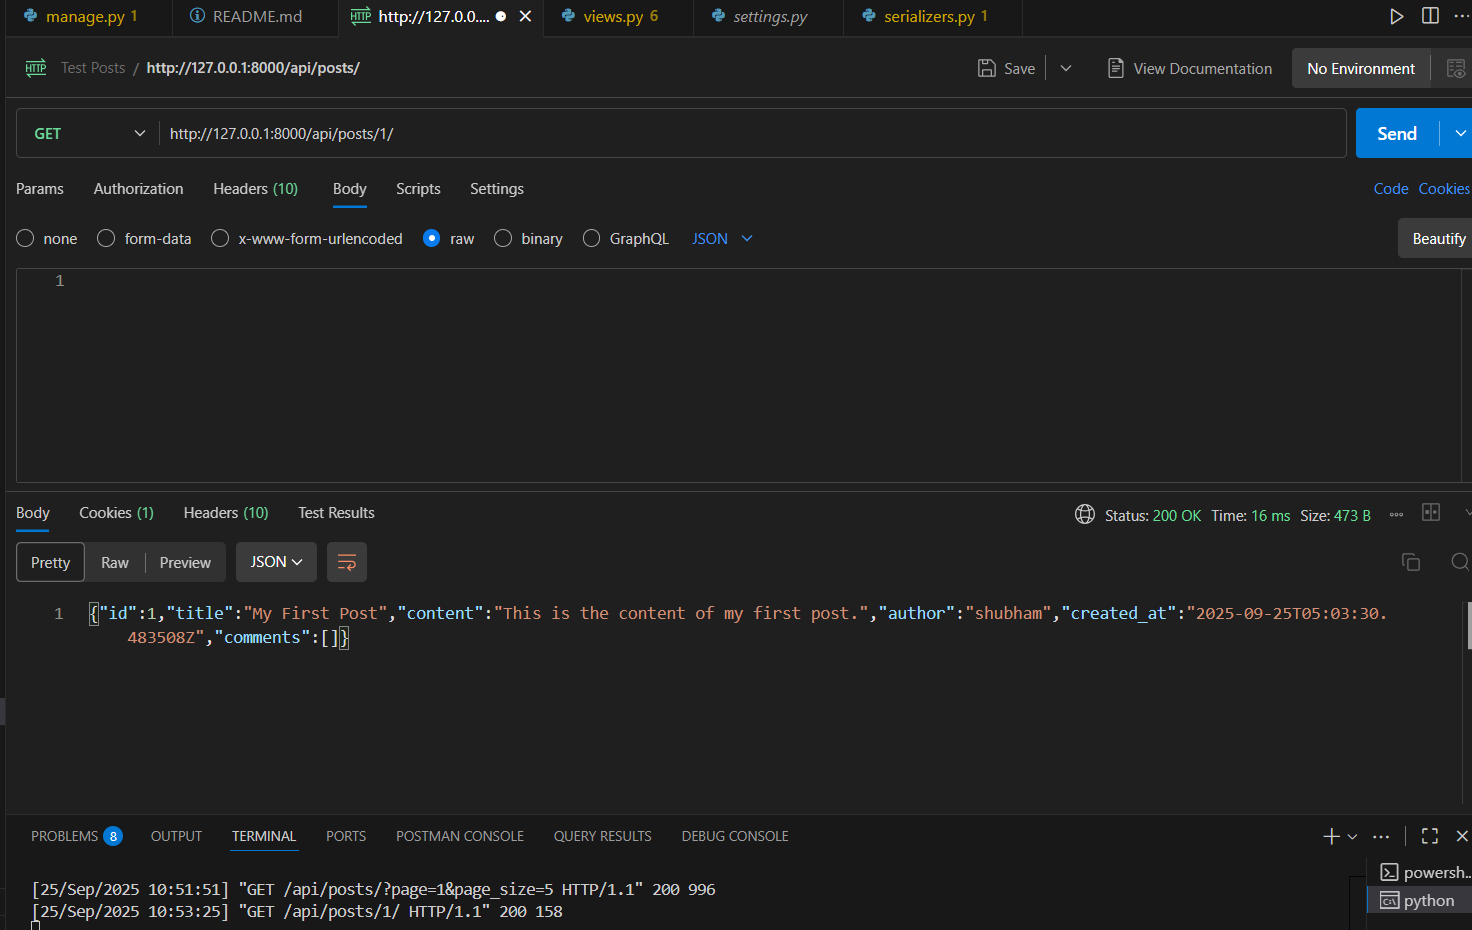 manage.py 1 README.md HTTP http://127.0.0.... views.py 6 settings.py serializers.py 1
HTTP Test Posts / http://127.0.0.1:8000/api/posts/ Save View Documentation No Environment
GET http://127.0.0.1:8000/api/posts/1/ Send
Params Authorization Headers (10) Body Scripts Settings Code Cookies
none form-data x-www-form-urlencoded raw binary GraphQL JSON Beautify
1
Body Cookies (1) Headers (10) Test Results Status: 200 OK Time: 16 ms Size: 473 B
Pretty Raw Preview JSON
1 {"id":1,"title":"My First Post","content":"This is the content of my first post.","author":"shubham","created_at":"2025-09-25T05:03:30.
483508Z","comments":[]}
PROBLEMS 8 OUTPUT TERMINAL PORTS POSTMAN CONSOLE QUERY RESULTS DEBUG CONSOLE
powersh...
[25/Sep/2025 10:51:51] "GET /api/posts/?page=1&page_size=5 HTTP/1.1" 200 996
python
[25/Sep/2025 10:53:25] "GET /api/posts/1/ HTTP/1.1" 200 158